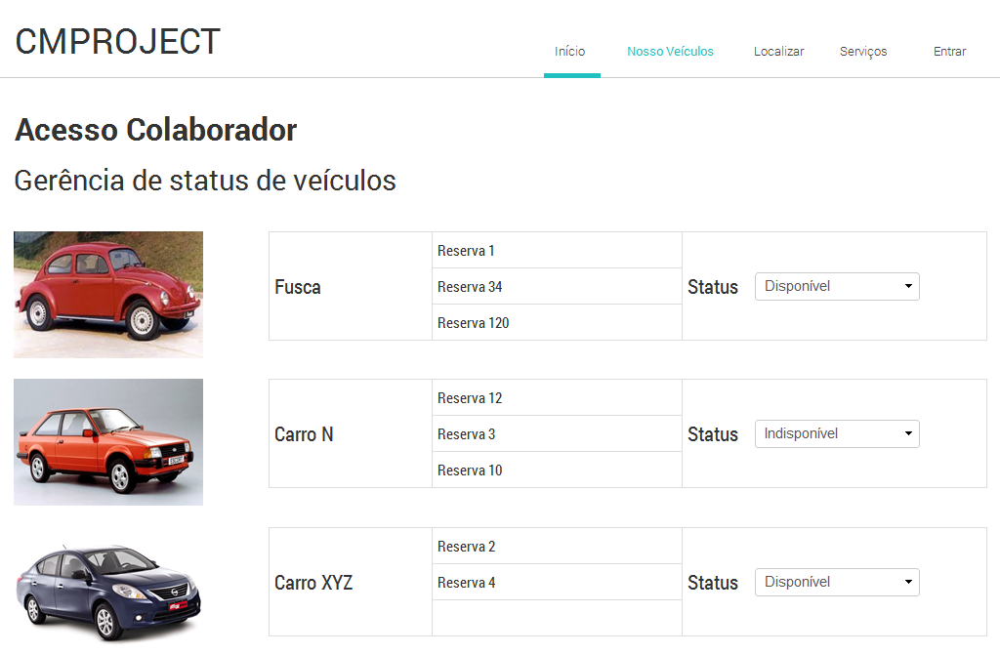 CMPROJECT
Início Nosso Veículos Localizar Serviços Entrar
Acesso Colaborador
Gerência de status de veículos
Fusca
Reserva 1
Reserva 34
Reserva 120
Status Disponível
Carro N
Reserva 12
Reserva 3
Reserva 10
Status Indisponível
Carro XYZ
Reserva 2
Reserva 4
Status Disponível